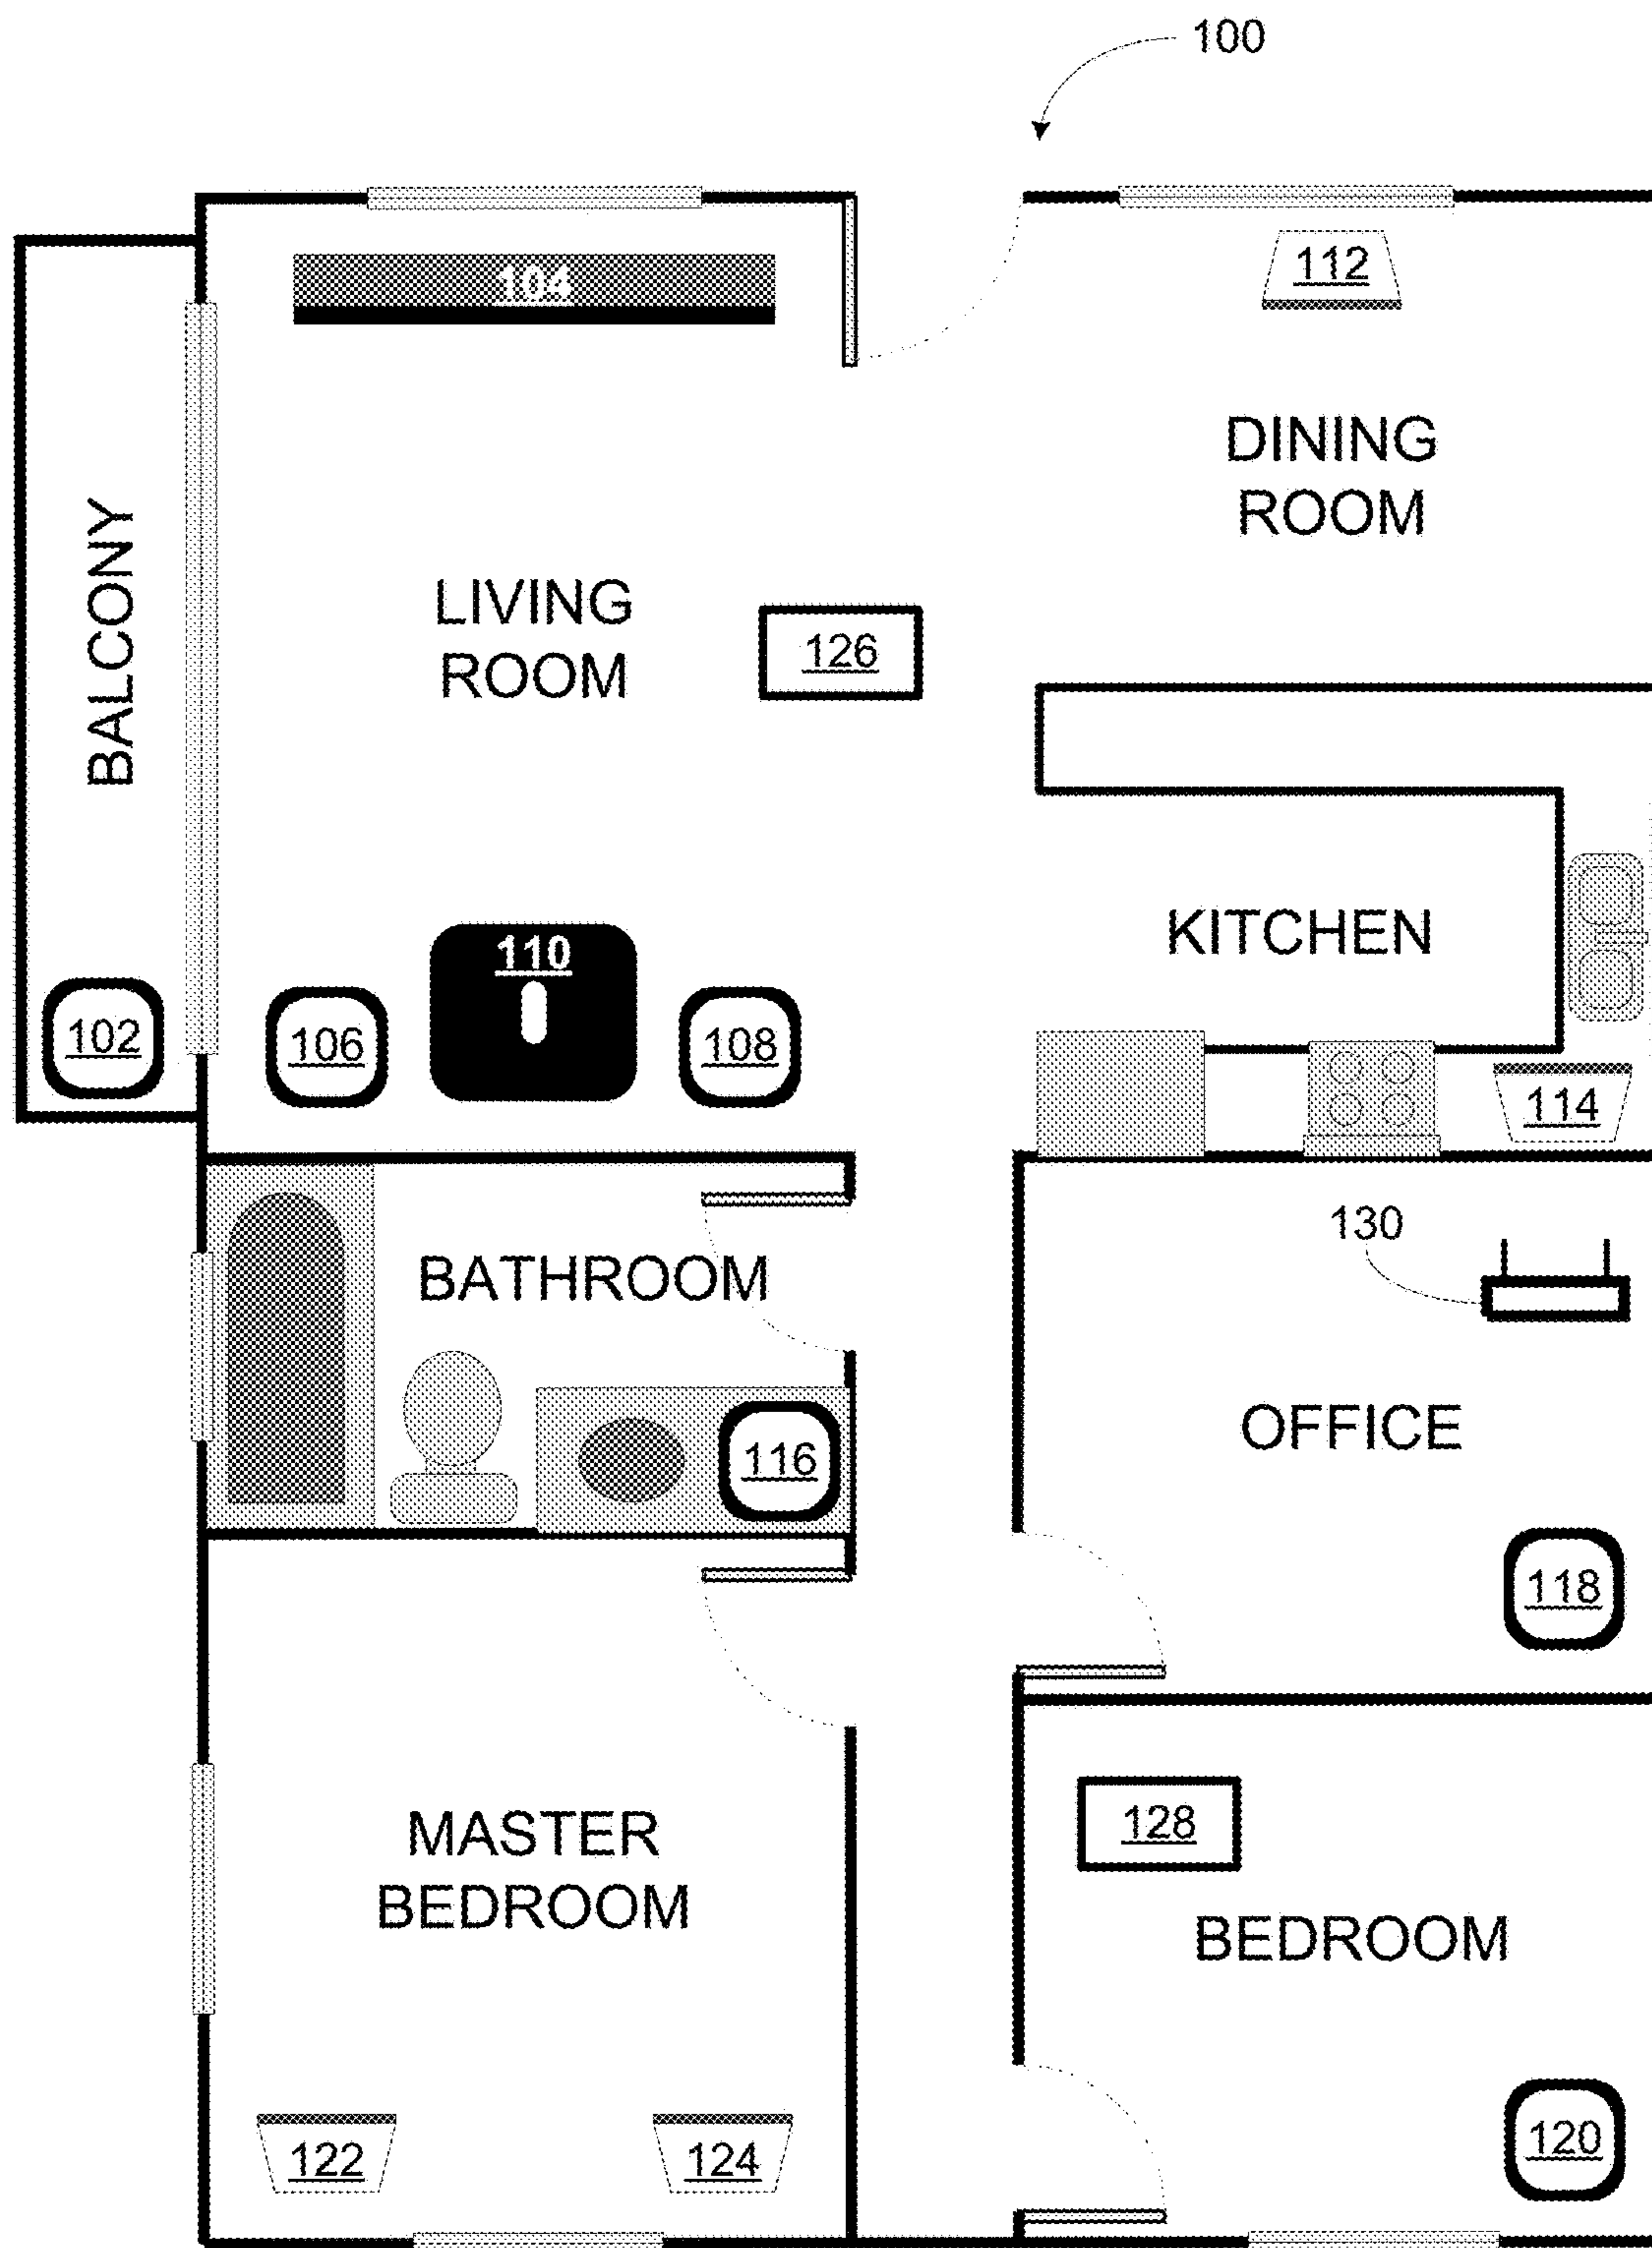 100
104
112
DINING
ROOM
BALCONY
LIVING
ROOM
126
KITCHEN
110
102
106
108
114
130
BATHROOM
OFFICE
116
118
128
MASTER
BEDROOM
BEDROOM
122
124
120